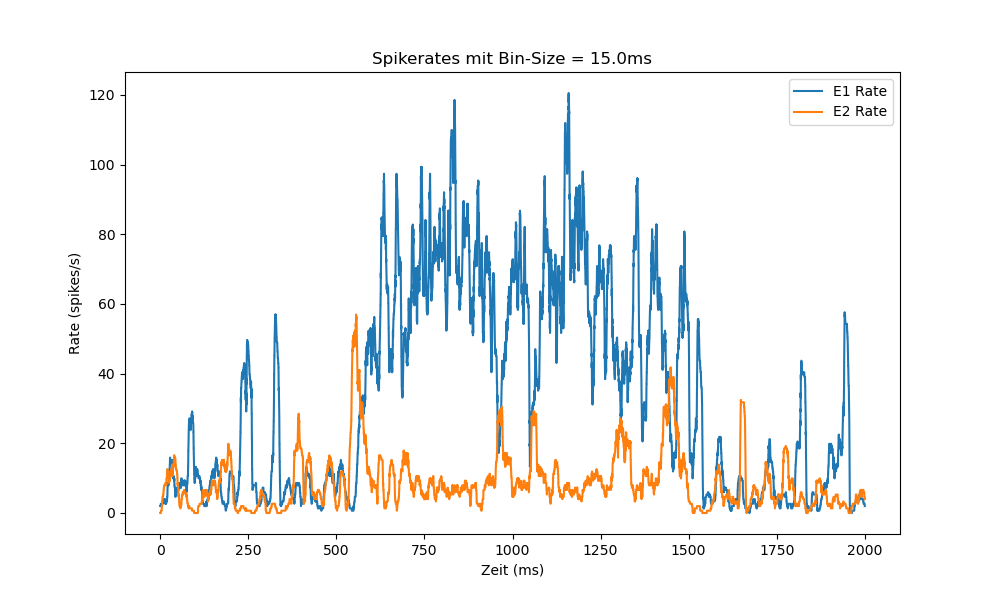 Spikerates mit Bin-Size = 15.0ms
E1 Rate
E2 Rate
120
100
80
60
40
20
0
Rate (spikes/s)
0 250 500 750 1000 1250 1500 1750 2000
Zeit (ms)